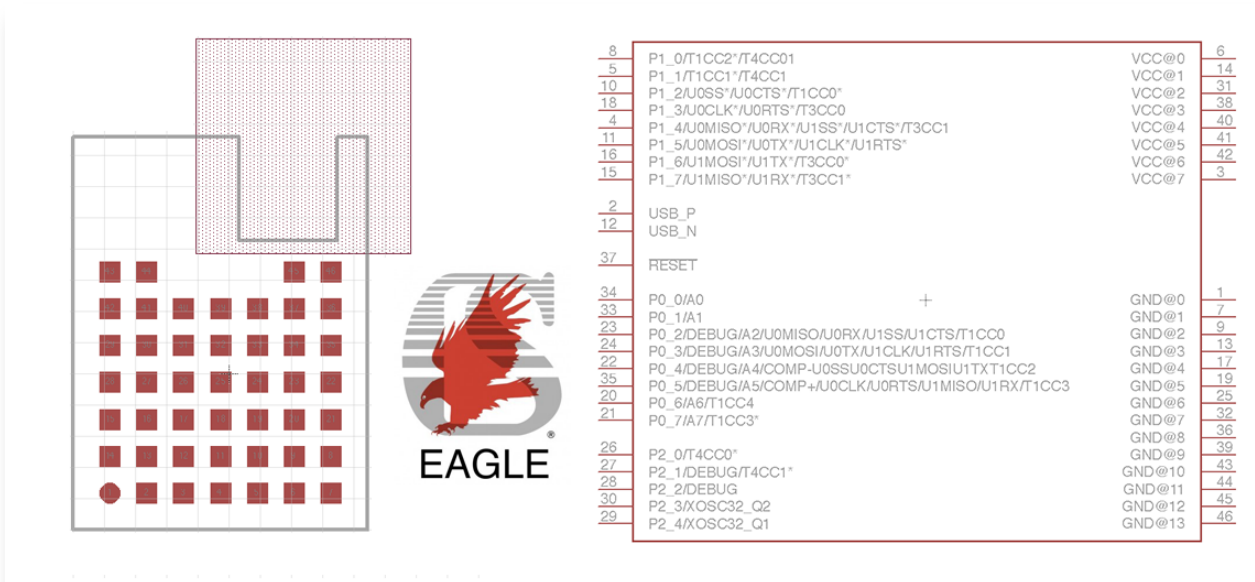 8 P1_0/T1CC2*/T4CC01 VCC@0 6
5 P1_1/T1CC1*/T4CC1 VCC@1 14
10 P1_2/U0SS*/U0CTS*/T1CC0* VCC@2 31
18 P1_3/U0CLK*/U0RTS*/T3CC0 VCC@3 38
4 P1_4/U0MISO*/U0RX*/U1SS*/U1CTS*/T3CC1 VCC@4 40
11 P1_5/U0MOSI*/U0TX*/U1CLK*/U1RTS* VCC@5 41
16 P1_6/U1MOSI*/U1TX*/T3CC0* VCC@6 42
15 P1_7/U1MISO*/U1RX*/T3CC1* VCC@7 3
2 USB_P
12 USB_N
37 RESET
34 P0_0/A0 GND@0 1
33 P0_1/A1 GND@1 7
23 P0_2/DEBUG/A2/U0MISO/U0RX/U1SS/U1CTS/T1CC0 GND@2 9
24 P0_3/DEBUG/A3/U0MOSI/U0TX/U1CLK/U1RTS/T1CC1 GND@3 13
22 P0_4/DEBUG/A4/COMP-U0SSU0CTSU1MOSIU1TXT1CC2 GND@4 17
35 P0_5/DEBUG/A5/COMP+/U0CLK/U0RTS/U1MISO/U1RX/T1CC3 GND@5 19
20 P0_6/A6/T1CC4 GND@6 25
21 P0_7/A7/T1CC3* GND@7 32
GND@8 36
26 P2_0/T4CC0* GND@9 39
27 P2_1/DEBUG/T4CC1* GND@10 43
28 P2_2/DEBUG GND@11 44
30 P2_3/XOSC32_Q2 GND@12 45
29 P2_4/XOSC32_Q1 GND@13 46
®
EAGLE